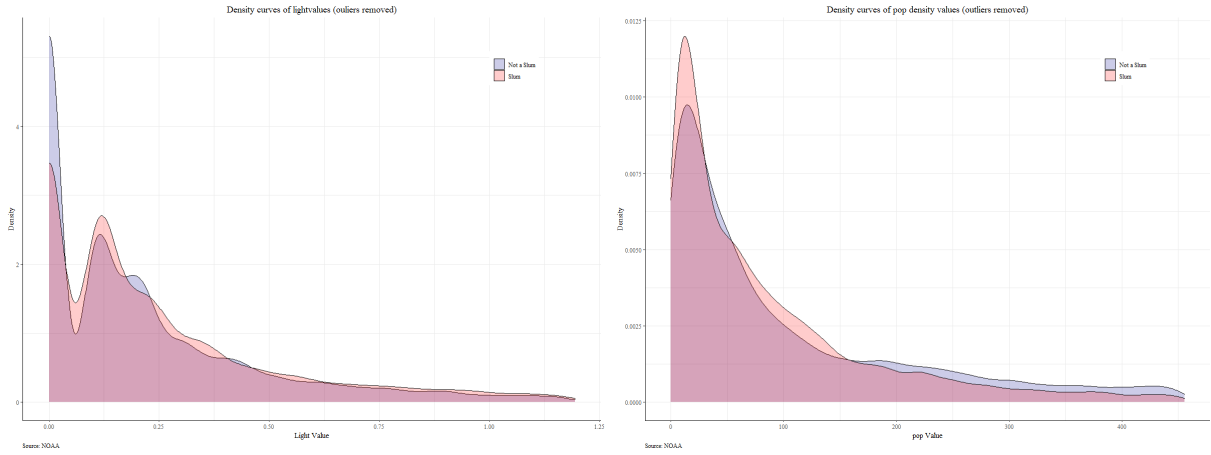 Density curves of lightvalues (ouliers removed)
Density
4
2
0
Not a Slum
Slum
0.00
0.25
0.50
0.75
1.00
1.25
Light Value
Source: NOAA
Density curves of pop density values (outliers removed)
Density
0.0125
0.0100
0.0075
0.0050
0.0025
0.0000
Not a Slum
Slum
0
100
200
300
400
pop Value
Source: NOAA